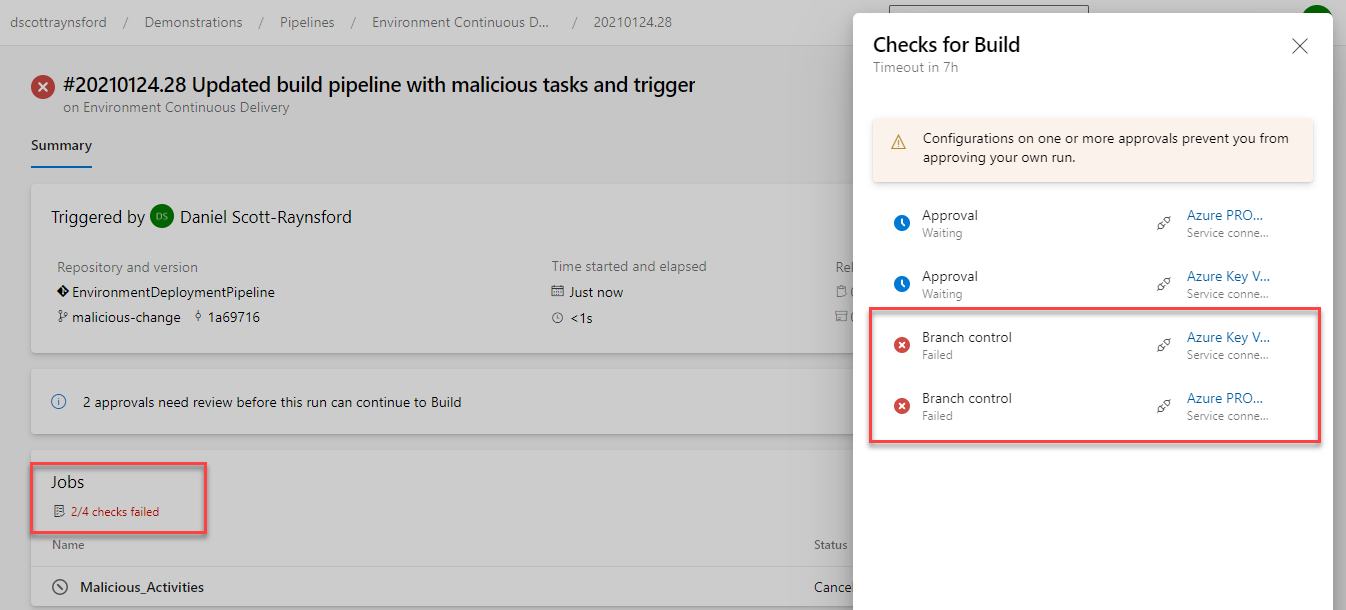 dscottraynsford / Demonstrations / Pipelines / Environment Continuous D... / 20210124.28
#20210124.28 Updated build pipeline with malicious tasks and trigger
on Environment Continuous Delivery
Summary
Triggered by DS Daniel Scott-Raynsford
Repository and version
EnvironmentDeploymentPipeline
malicious-change 1a69716
Time started and elapsed
Just now
<1s
2 approvals need review before this run can continue to Build
Jobs
2/4 checks failed
Name Status
Malicious_Activities
Checks for Build
Timeout in 7h
Configurations on one or more approvals prevent you from
approving your own run.
Approval Azure PRO...
Waiting Service conne...
Approval Azure Key V...
Waiting Service conne...
Branch control Azure Key V...
Failed Service conne...
Branch control Azure PRO...
Failed Service conne...